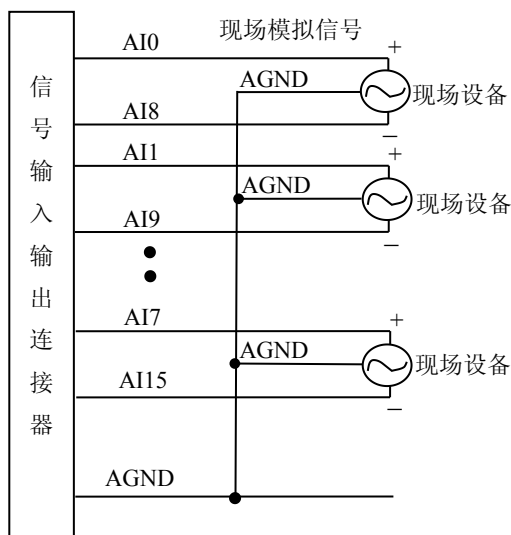 信号输入输出连接器
现场模拟信号
AI0
+
AGND
现场设备
AI8
−
AI1
+
AGND
现场设备
AI9
−
AI7
+
AGND
现场设备
AI15
−
AGND